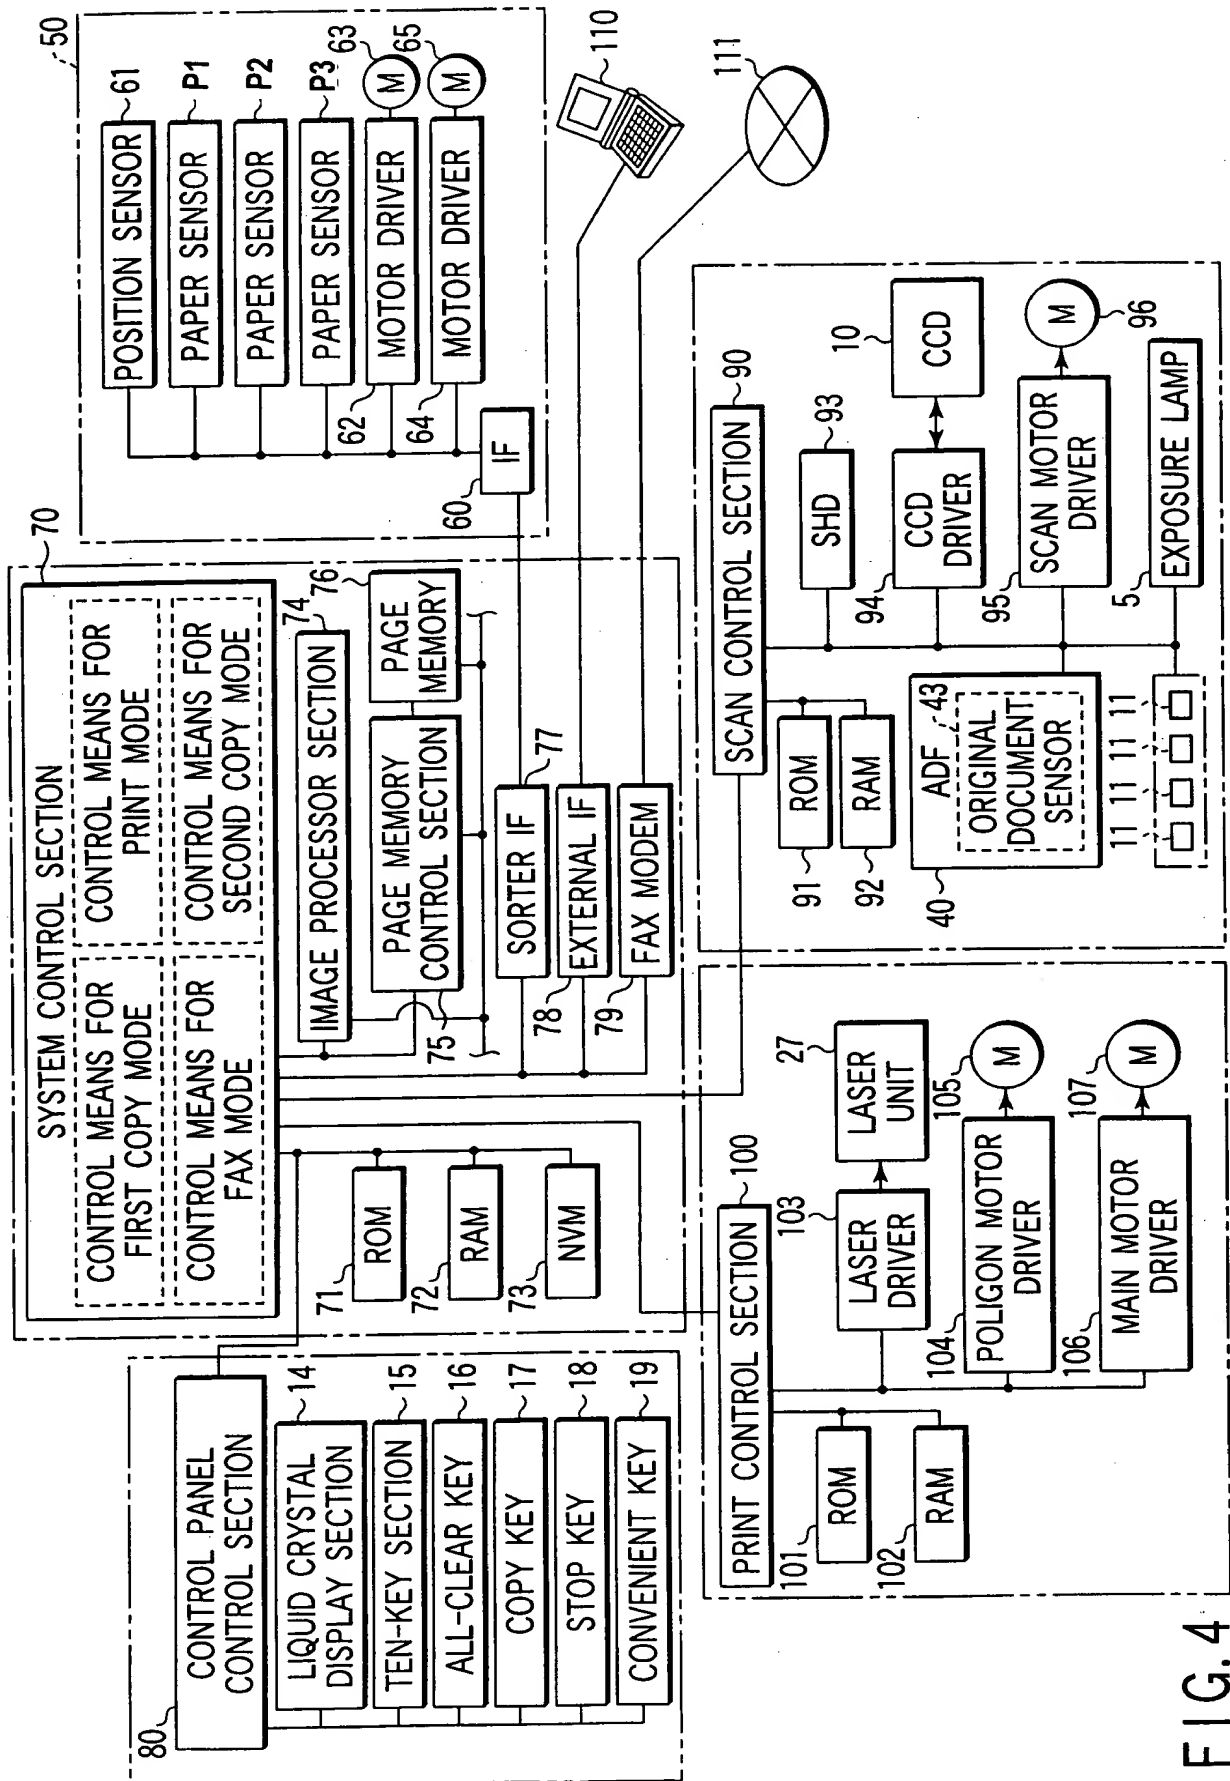 80
CONTROL PANEL
CONTROL SECTION
LIQUID CRYSTAL
DISPLAY SECTION
14
TEN-KEY SECTION
15
ALL-CLEAR KEY
16
COPY KEY
17
STOP KEY
18
CONVENIENT KEY
19
70
SYSTEM CONTROL SECTION
CONTROL MEANS FOR
FIRST COPY MODE
CONTROL MEANS FOR
PRINT MODE
CONTROL MEANS FOR
FAX MODE
CONTROL MEANS FOR
SECOND COPY MODE
71
ROM
72
RAM
73
NVM
IMAGE PROCESSOR SECTION
74
PAGE MEMORY
CONTROL SECTION
75
PAGE
MEMORY
76
SORTER IF
77
EXTERNAL IF
78
FAX MODEM
79
50
POSITION SENSOR
61
PAPER SENSOR
P1
PAPER SENSOR
P2
PAPER SENSOR
P3
62
MOTOR DRIVER
M
63
64
MOTOR DRIVER
M
65
60
IF
110
111
PRINT CONTROL SECTION
100
101
ROM
102
RAM
103
LASER
DRIVER
LASER
UNIT
27
104
POLIGON MOTOR
DRIVER
M
105
106
MAIN MOTOR
DRIVER
M
107
SCAN CONTROL SECTION
90
91
ROM
92
RAM
SHD
93
94
CCD
DRIVER
CCD
10
40
ADF
43
ORIGINAL
DOCUMENT
SENSOR
95
SCAN MOTOR
DRIVER
M
96
5
EXPOSURE LAMP
11
11
11
11
FIG. 4